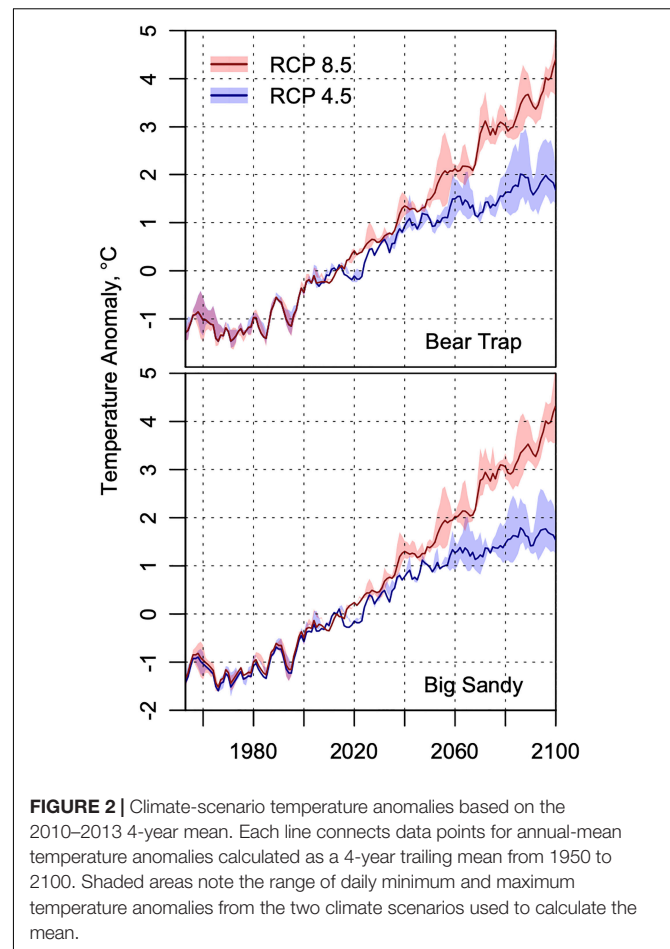 5
4
3
2
1
0
-1
RCP 8.5
RCP 4.5
Bear Trap
Temperature Anomaly, °C
5
4
3
2
1
0
-1
-2
Big Sandy
1980 2020 2060 2100
FIGURE 2 | Climate-scenario temperature anomalies based on the
2010–2013 4-year mean. Each line connects data points for annual-mean
temperature anomalies calculated as a 4-year trailing mean from 1950 to
2100. Shaded areas note the range of daily minimum and maximum
temperature anomalies from the two climate scenarios used to calculate the
mean.